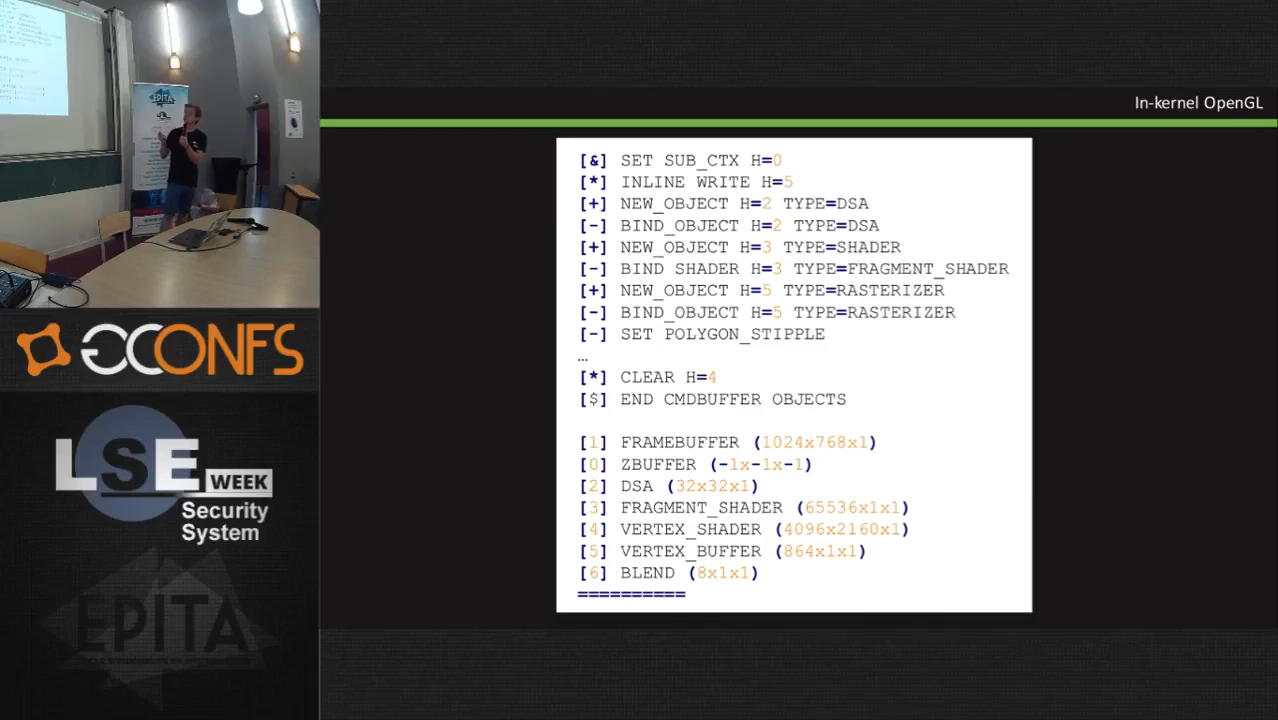 In-kernel OpenGL
[&] SET SUB_CTX H=0
[*] INLINE WRITE H=5
[+] NEW_OBJECT H=2 TYPE=DSA
[-] BIND_OBJECT H=2 TYPE=DSA
[+] NEW_OBJECT H=3 TYPE=SHADER
[-] BIND SHADER H=3 TYPE=FRAGMENT_SHADER
[+] NEW_OBJECT H=5 TYPE=RASTERIZER
[-] BIND_OBJECT H=5 TYPE=RASTERIZER
[-] SET POLYGON_STIPPLE
…
[*] CLEAR H=4
[$] END CMDBUFFER OBJECTS
[1] FRAMEBUFFER (1024x768x1)
[0] ZBUFFER (-1x-1x-1)
[2] DSA (32x32x1)
[3] FRAGMENT_SHADER (65536x1x1)
[4] VERTEX_SHADER (4096x2160x1)
[5] VERTEX_BUFFER (864x1x1)
[6] BLEND (8x1x1)
==========
EPITA
GCONFS
LSE WEEK
Security
System
EPITA